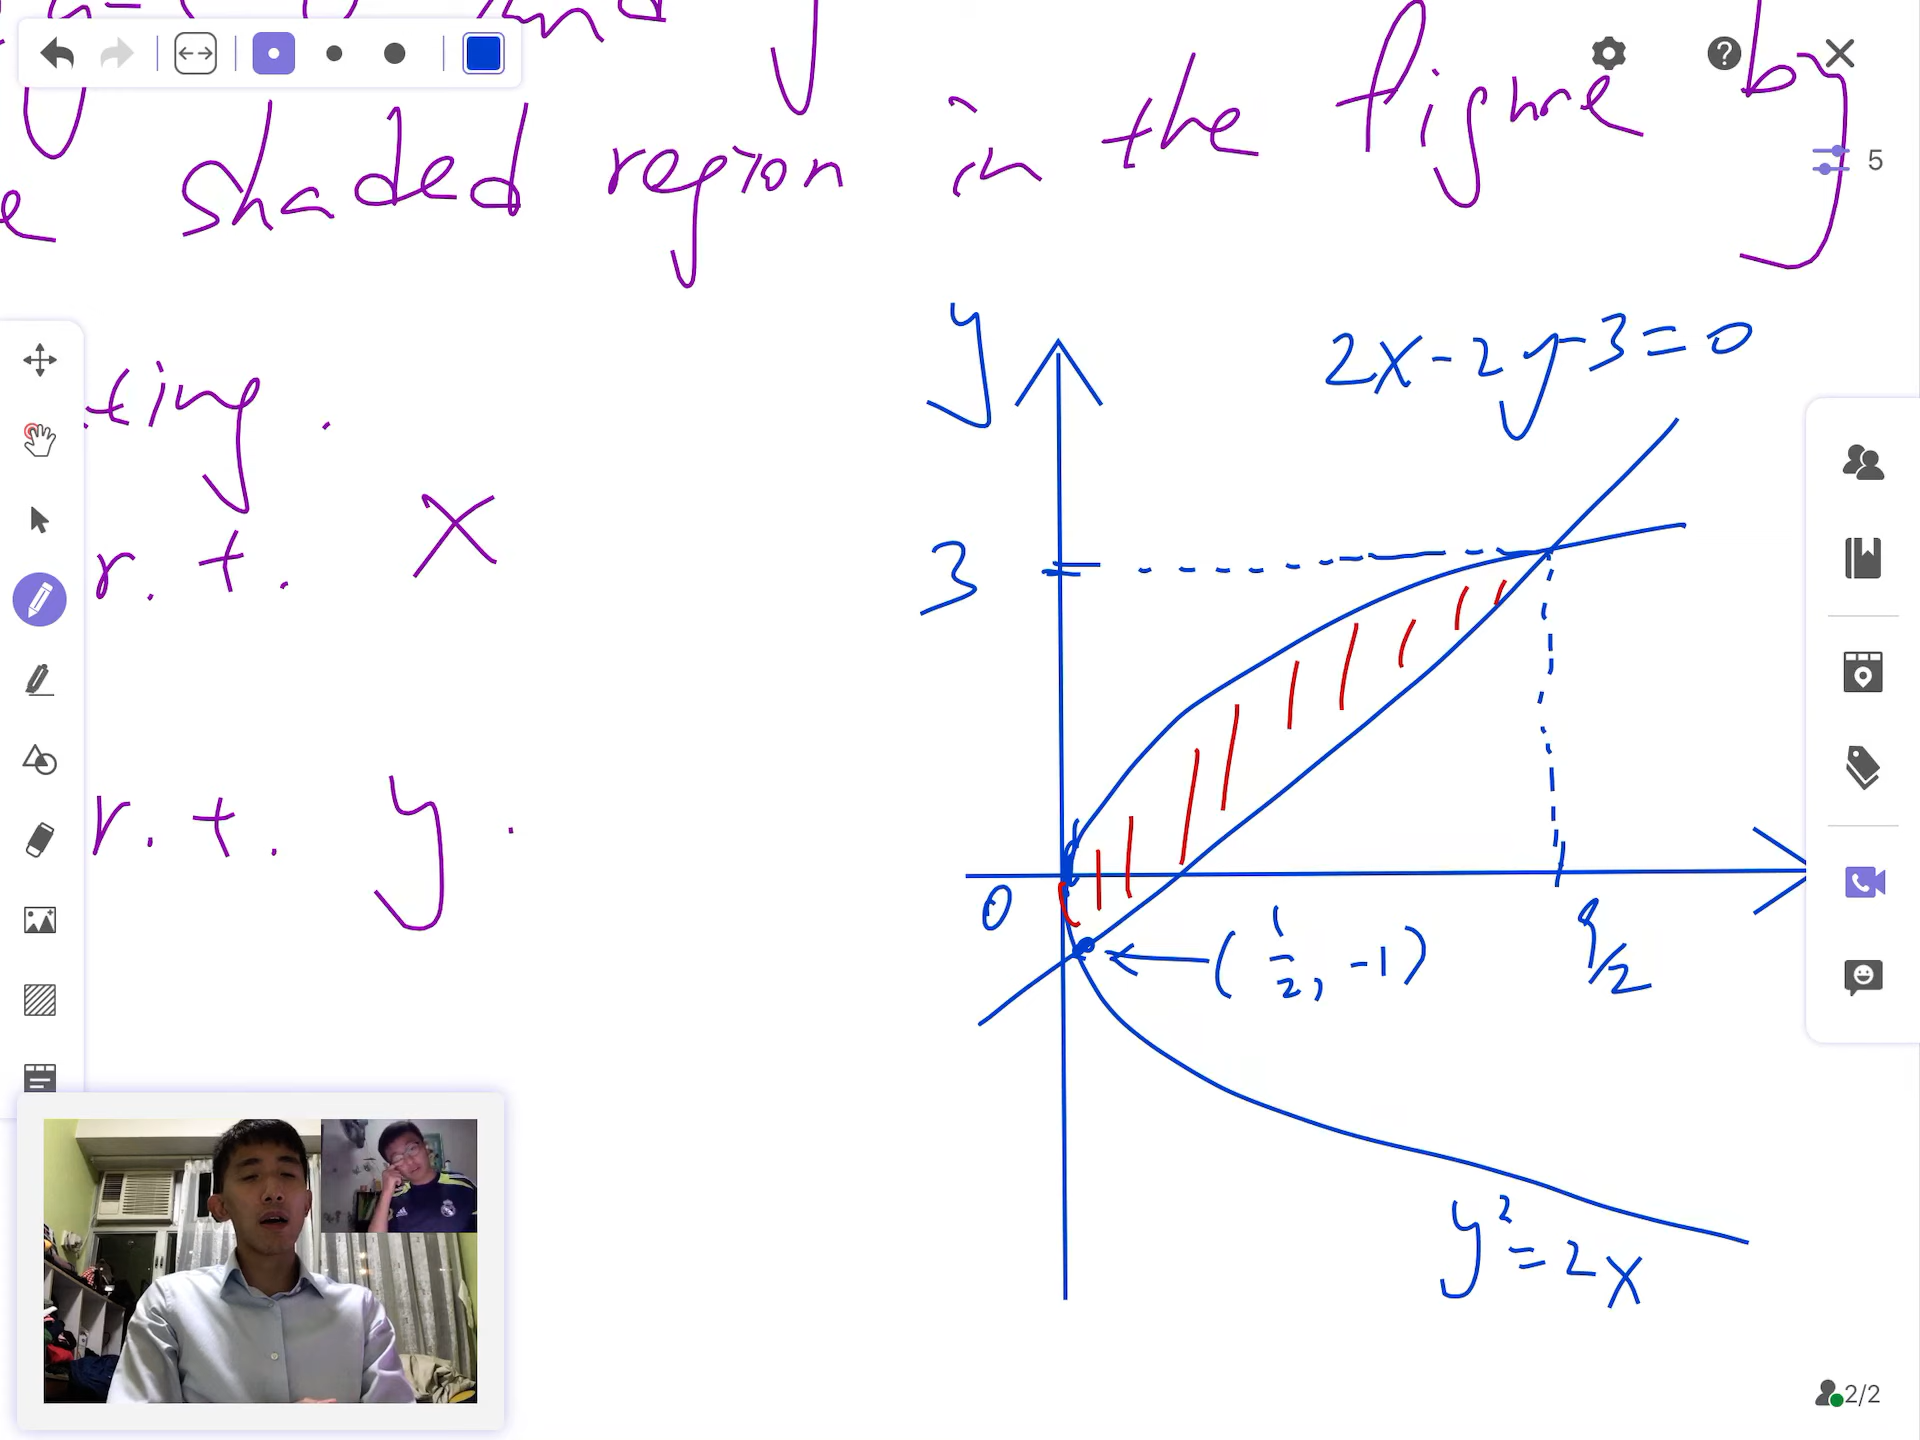 shaded region in the figure by
5
ting.
r. t. x
r. t. y.
y
2x-2y-3=0
3
0
(1/2, -1)
9/2
y²=2x
2/2